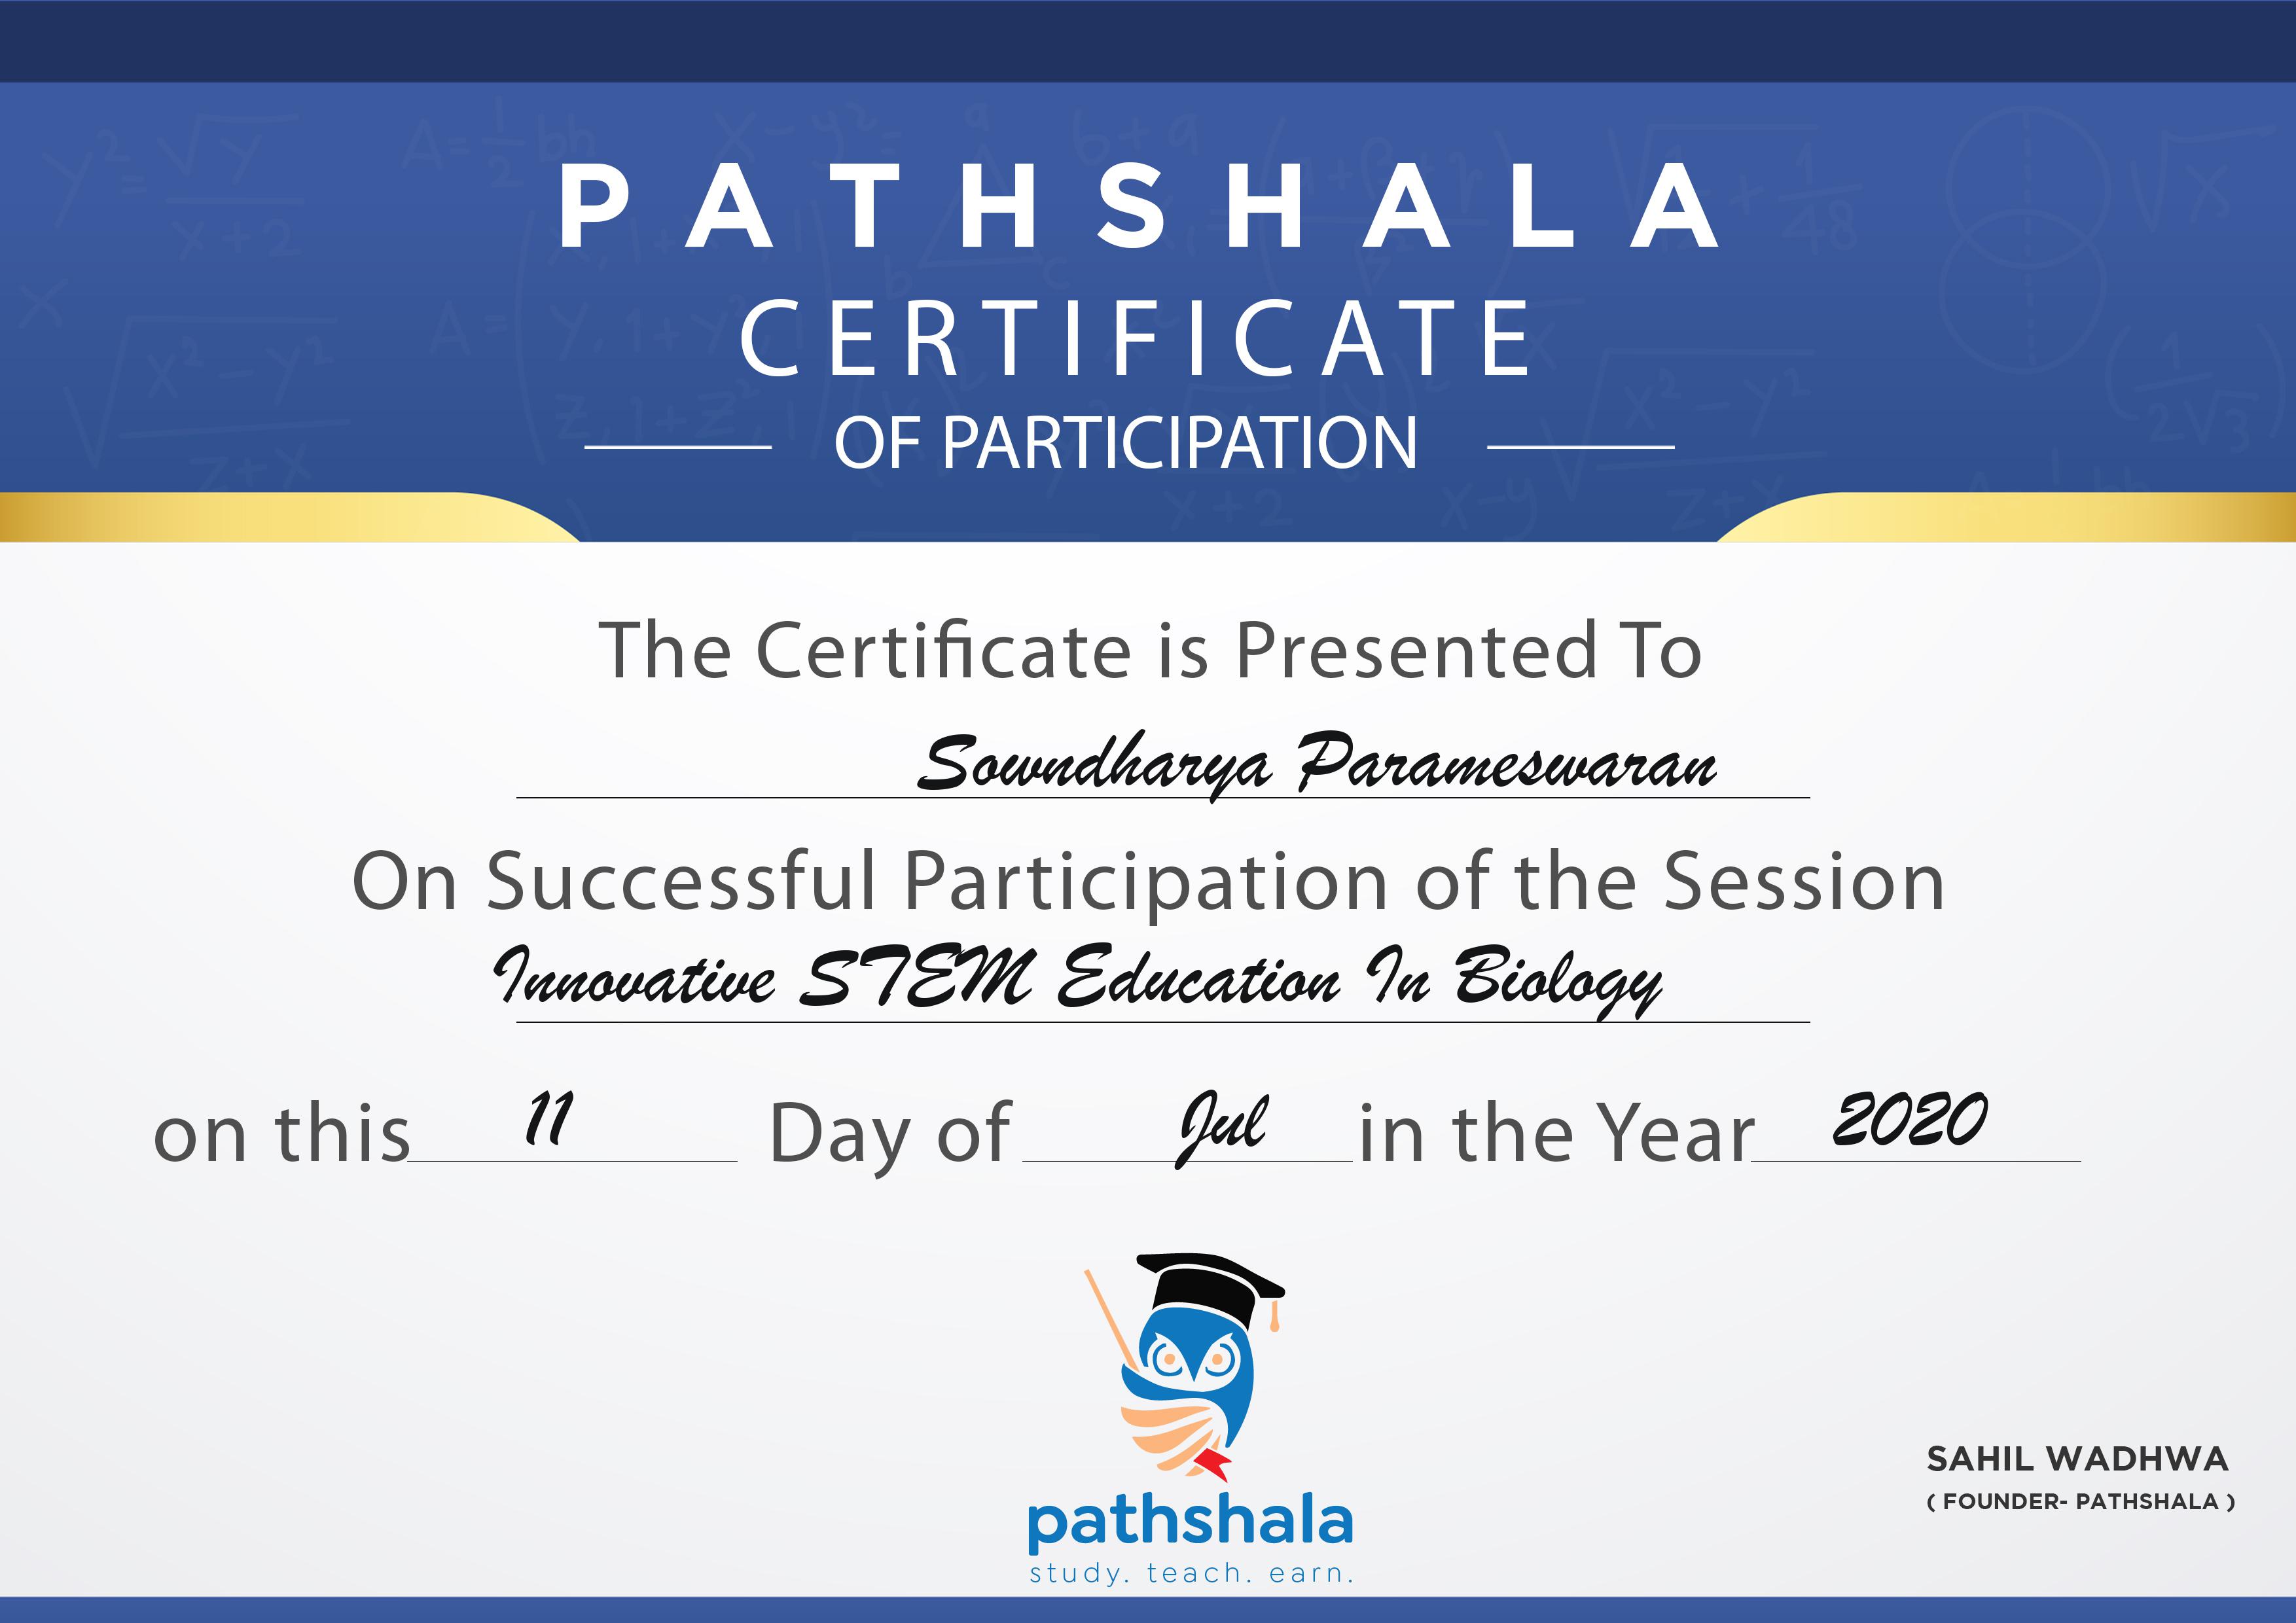 PATHSHALA
CERTIFICATE
OF PARTICIPATION
The Certificate is Presented To
Sowndharya Parameswaran
On Successful Participation of the Session
Innovative STEM Education In Biology
on this 11 Day of Jul in the Year 2020
pathshala
study. teach. earn.
SAHIL WADHWA
( FOUNDER- PATHSHALA )